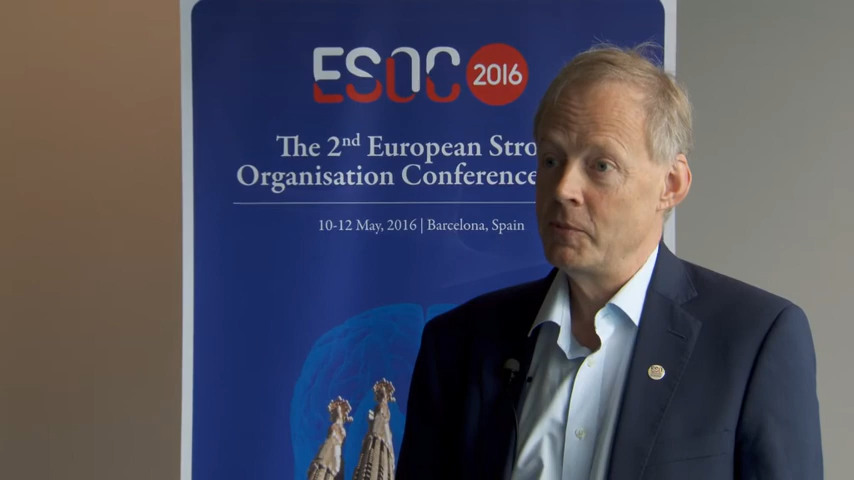 ESOC 2016
The 2nd European Stro
Organisation Conference
10-12 May, 2016 | Barcelona, Spain